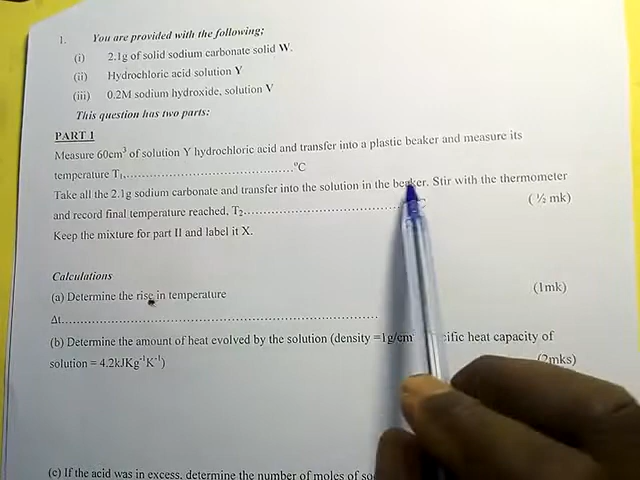 1. You are provided with the following;
(i) 2.1g of solid sodium carbonate solid W.
(ii) Hydrochloric acid solution Y
(iii) 0.2M sodium hydroxide, solution V
This question has two parts:
PART 1
Measure 60cm³ of solution Y hydrochloric acid and transfer into a plastic beaker and measure its
temperature T₁..........................................°C
Take all the 2.1g sodium carbonate and transfer into the solution in the beaker. Stir with the thermometer
and record final temperature reached, T₂....................................... (½ mk)
Keep the mixture for part II and label it X.
Calculations
(a) Determine the rise in temperature (1mk)
Δt...............................................................................
(b) Determine the amount of heat evolved by the solution (density =1g/cm heat capacity of
solution = 4.2kJKg⁻¹K⁻¹) (2mks)
(c) If the acid was in excess, determine the number of moles of